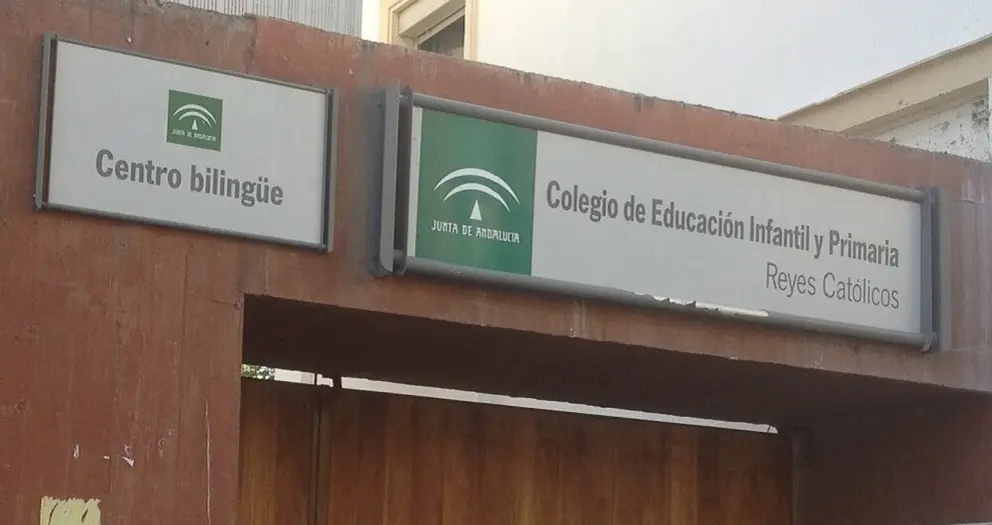 JUNTA DE ANDALUCIA
Centro bilingüe
JUNTA DE ANDALUCIA
Colegio de Educación Infantil y Primaria
Reyes Católicos